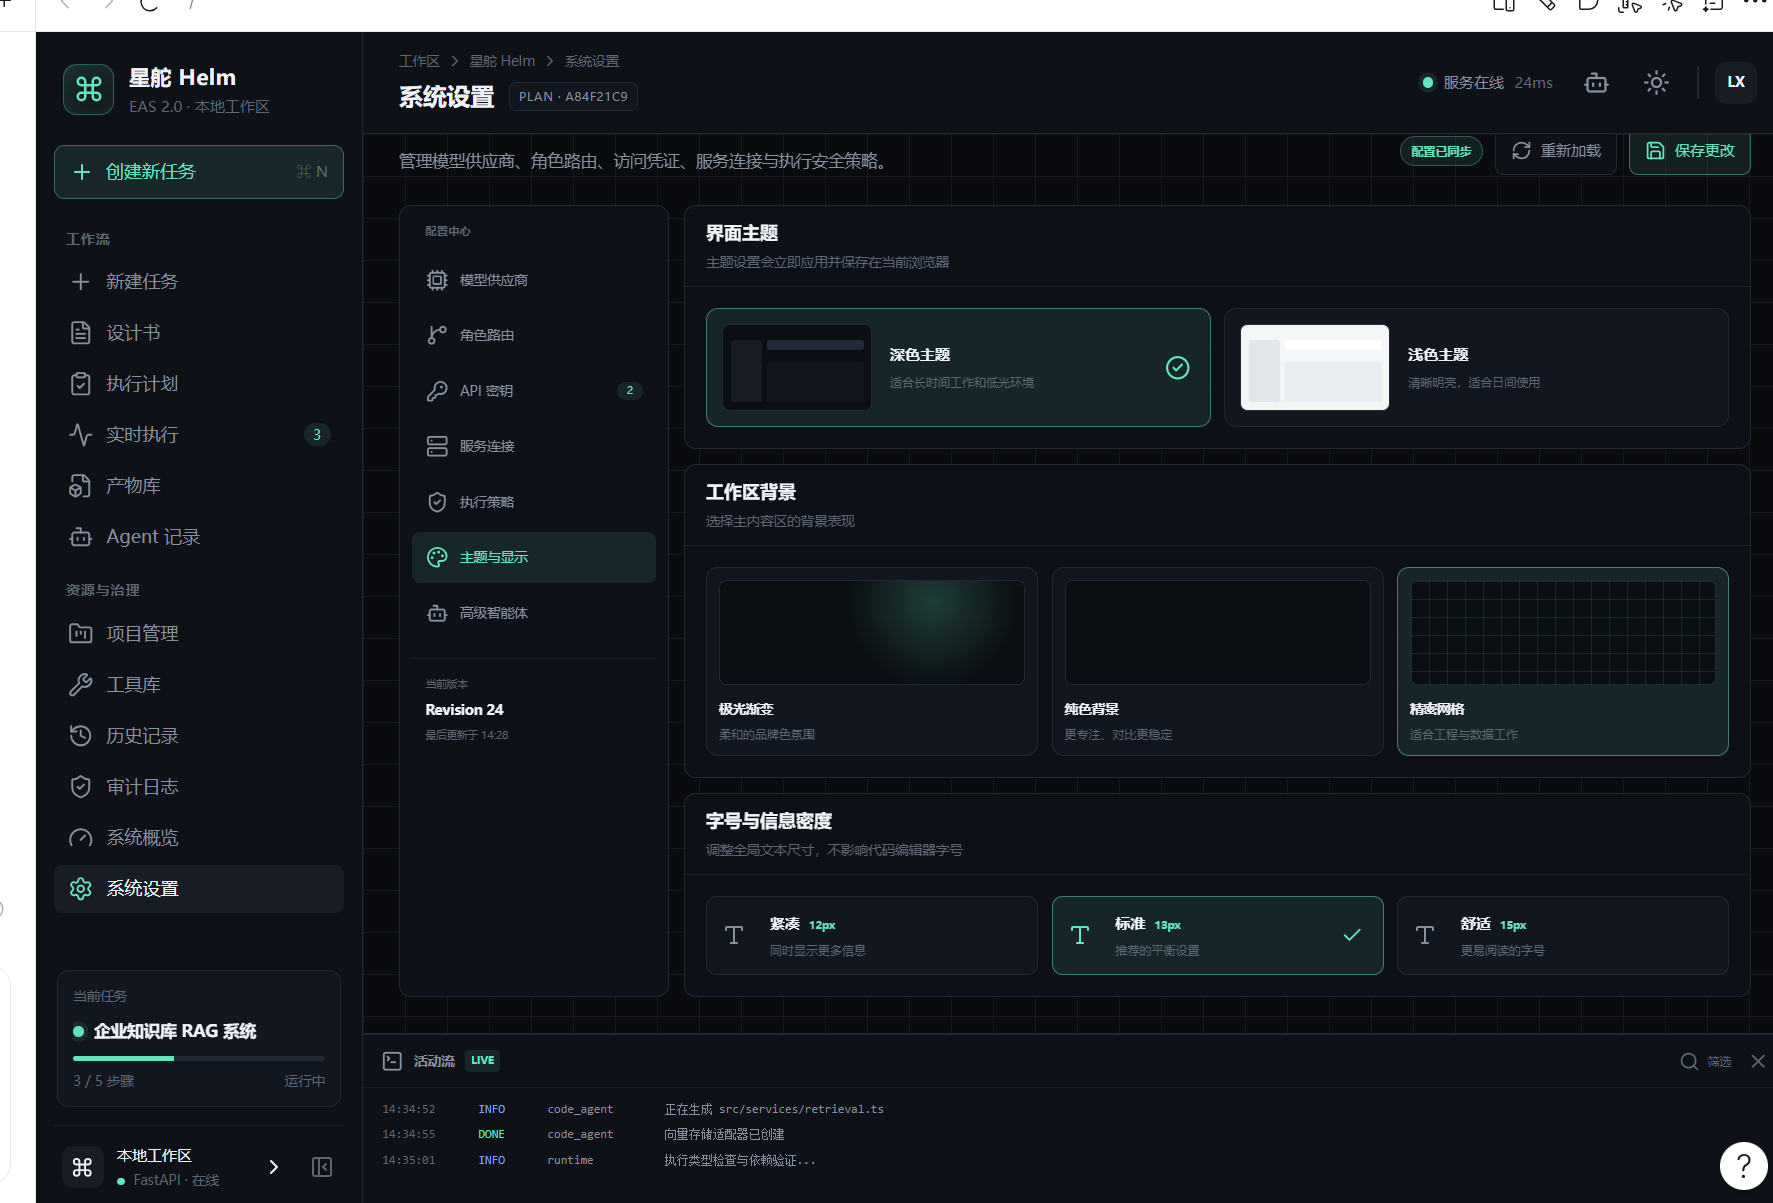 星舵 Helm
EAS 2.0 · 本地工作区
创建新任务 ⌘ N
工作流
新建任务
设计书
执行计划
实时执行 3
产物库
Agent 记录
资源与治理
项目管理
工具库
历史记录
审计日志
系统概览
系统设置
当前任务
企业知识库 RAG 系统
3 / 5 步骤 运行中
本地工作区
FastAPI · 在线
工作区 > 星舵 Helm > 系统设置
系统设置 PLAN · A84F21C9
服务在线 24ms
LX
管理模型供应商、角色路由、访问凭证、服务连接与执行安全策略。
配置已同步
重新加载
保存更改
配置中心
模型供应商
角色路由
API 密钥 2
服务连接
执行策略
主题与显示
高级智能体
当前版本
Revision 24
最后更新于 14:28
界面主题
主题设置会立即应用并保存在当前浏览器
深色主题
适合长时间工作和低光环境
浅色主题
清晰明亮，适合日间使用
工作区背景
选择主内容区的背景表现
极光渐变
柔和的品牌色氛围
纯色背景
更专注、对比更稳定
精密网格
适合工程与数据工作
字号与信息密度
调整全局文本尺寸，不影响代码编辑器字号
紧凑 12px
同时显示更多信息
标准 13px
推荐的平衡设置
舒适 15px
更易阅读的字号
活动流 LIVE
筛选
14:34:52 INFO code_agent 正在生成 src/services/retrieval.ts
14:34:55 DONE code_agent 向量存储适配器已创建
14:35:01 INFO runtime 执行类型检查与依赖验证...
?